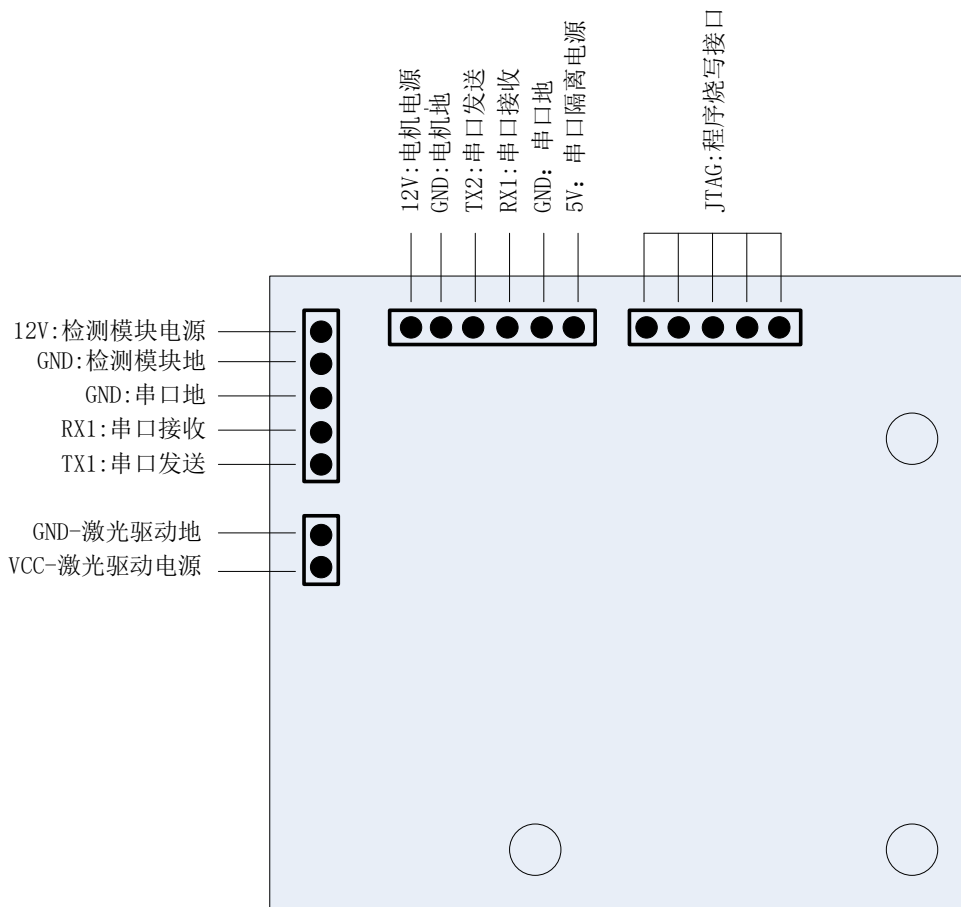 12V:电机电源
GND:电机地
TX2:串口发送
RX1:串口接收
GND: 串口地
5V: 串口隔离电源
JTAG:程序烧写接口
12V:检测模块电源
GND:检测模块地
GND:串口地
RX1:串口接收
TX1:串口发送
GND-激光驱动地
VCC-激光驱动电源